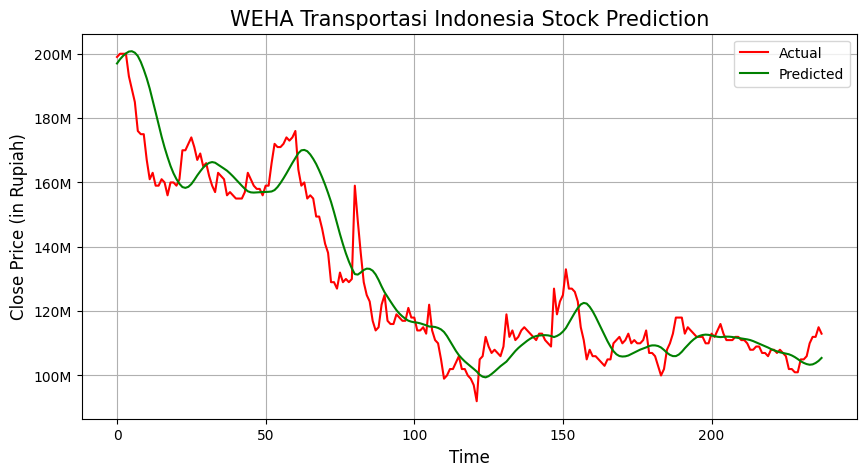 WEHA Transportasi Indonesia Stock Prediction
Actual
Predicted
Close Price (in Rupiah)
200M
180M
160M
140M
120M
100M
0
50
100
150
200
Time